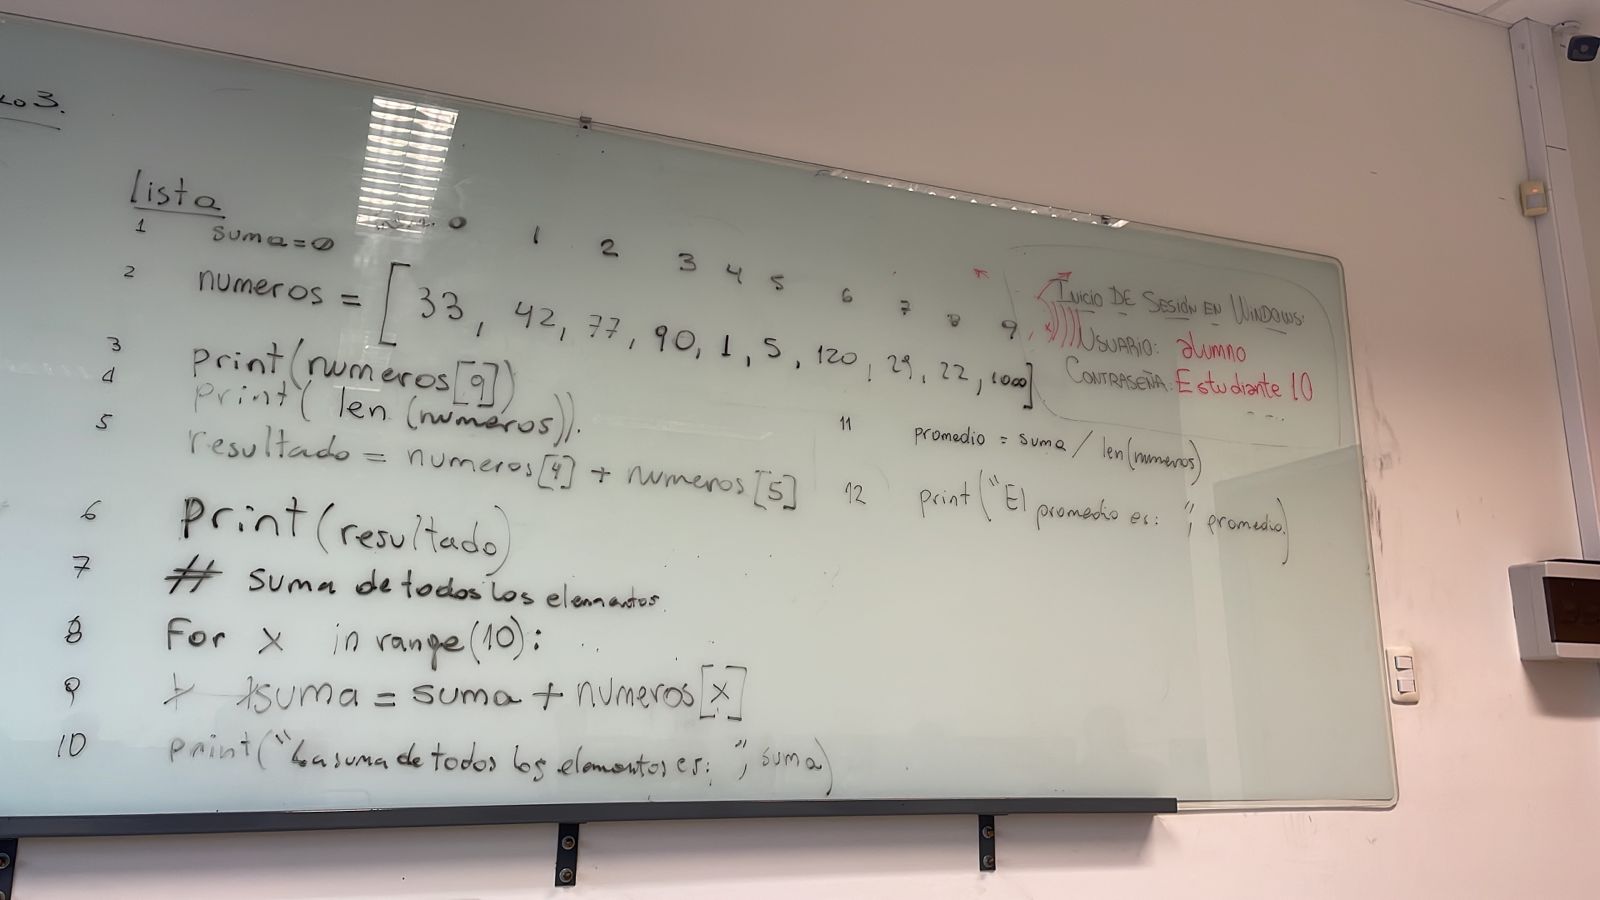 lo 3.
lista
0 1 2 3 4 5 6 7 8 9
1 suma=0
2 numeros = [33, 42, 77, 90, 1, 5, 120, 29, 22, 1000]
3 print(numeros[9])
4 print( len (numeros)).
5 resultado = numeros[4] + numeros[5]
6 print(resultado)
7 # suma de todos los elementos.
8 For x in range(10):
9 suma = suma + numeros[x]
10 print("La suma de todos los elementos es: ", suma)
11 promedio = suma / len(numeros)
12 print("El promedio es: ", promedio)
INICIO DE SESIÓN EN WINDOWS:
USUARIO: alumno
CONTRASEÑA: Estudiante 10